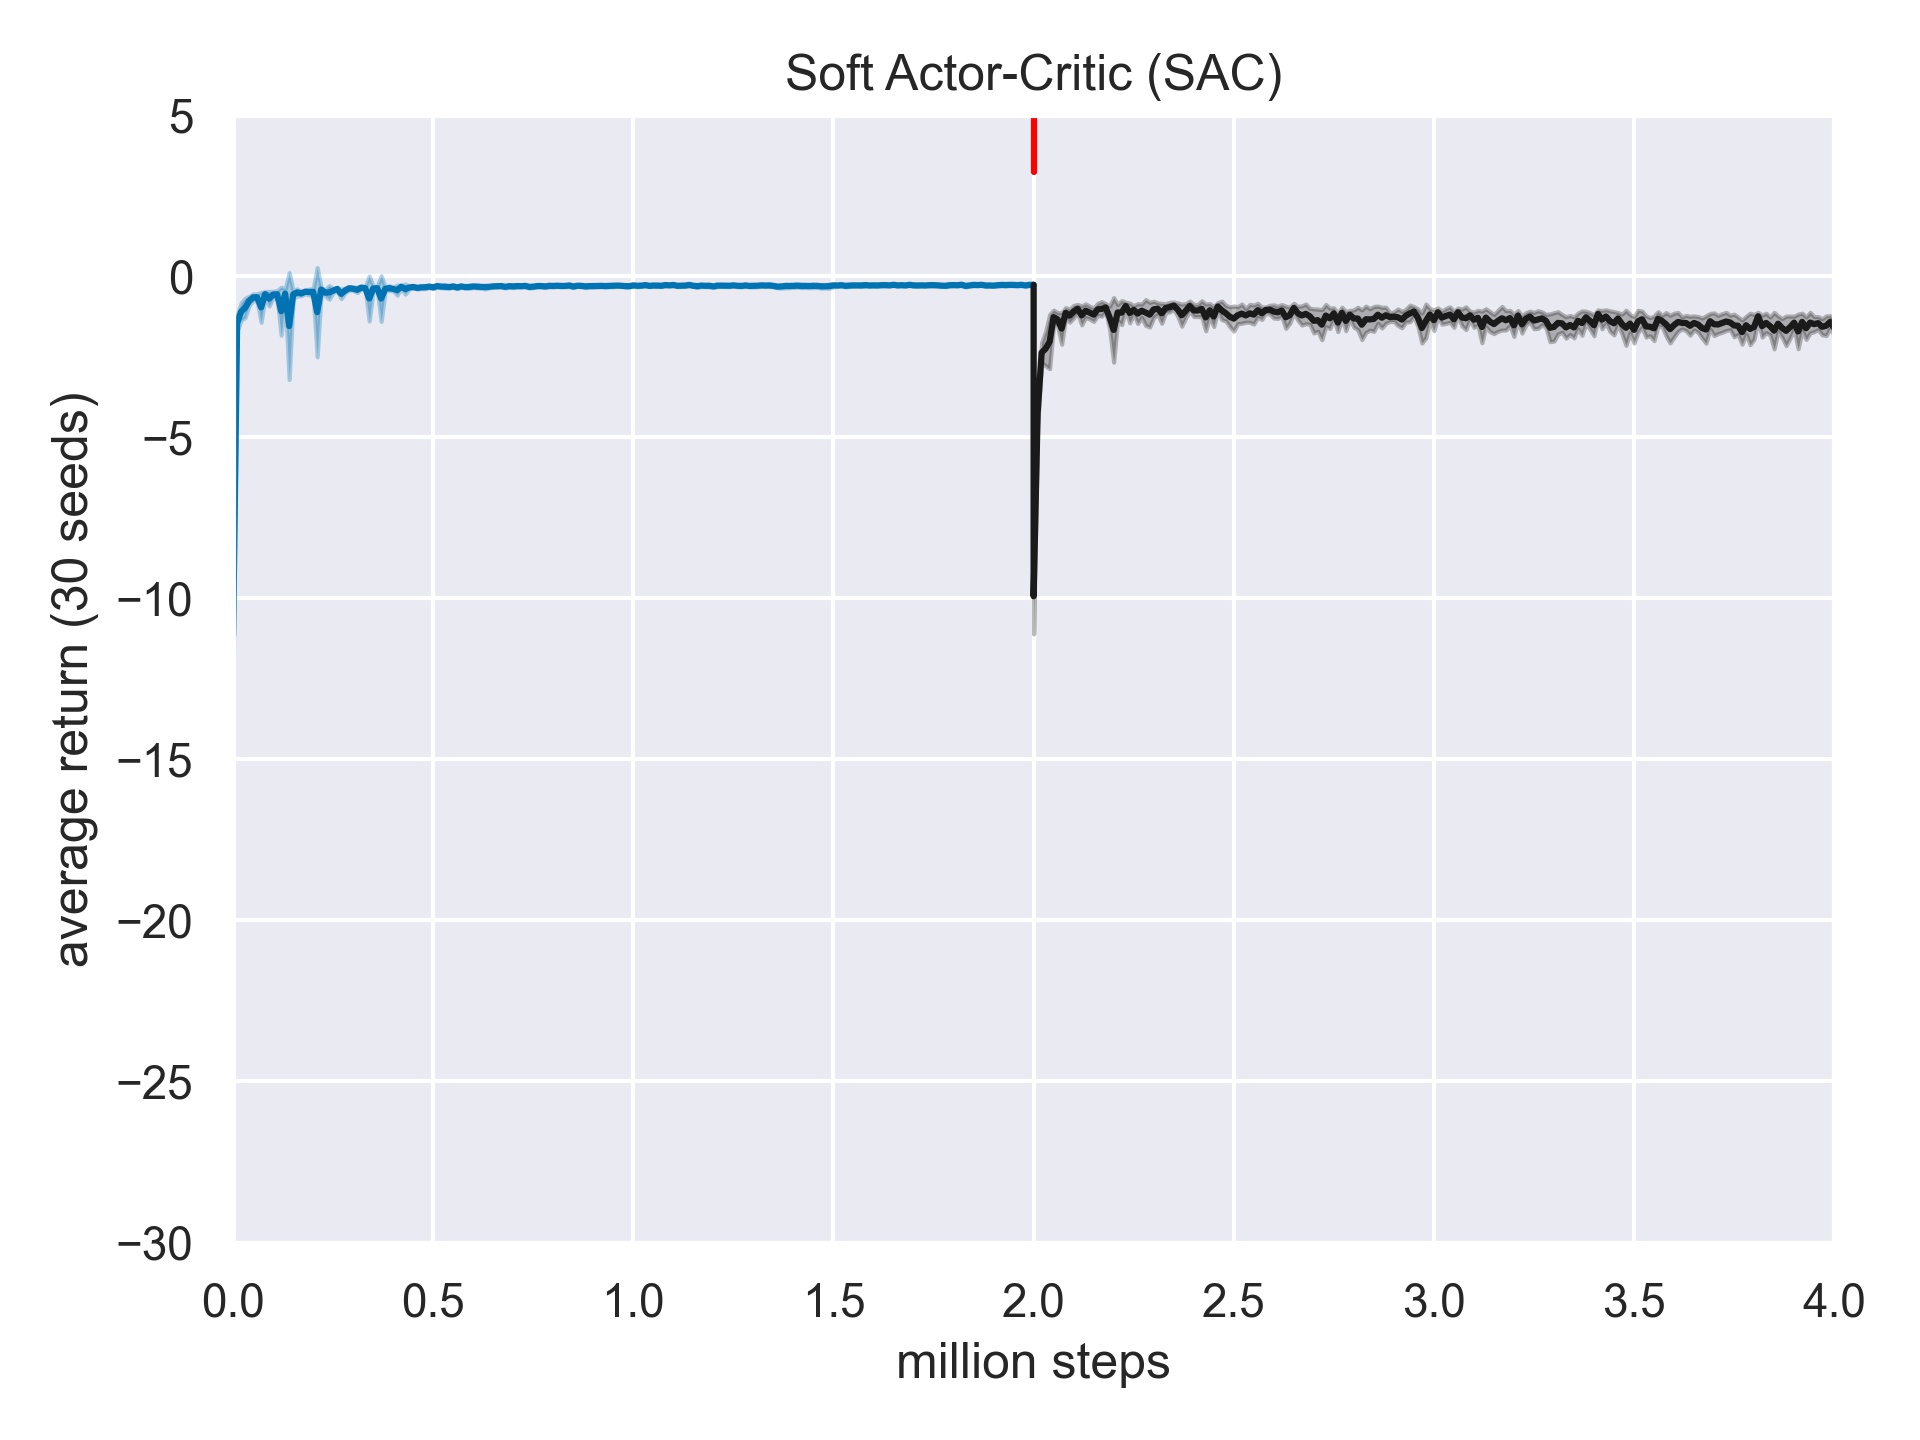 Soft Actor-Critic (SAC)
5
0
−5
−10
−15
−20
−25
−30
average return (30 seeds)
0.0 0.5 1.0 1.5 2.0 2.5 3.0 3.5 4.0
million steps